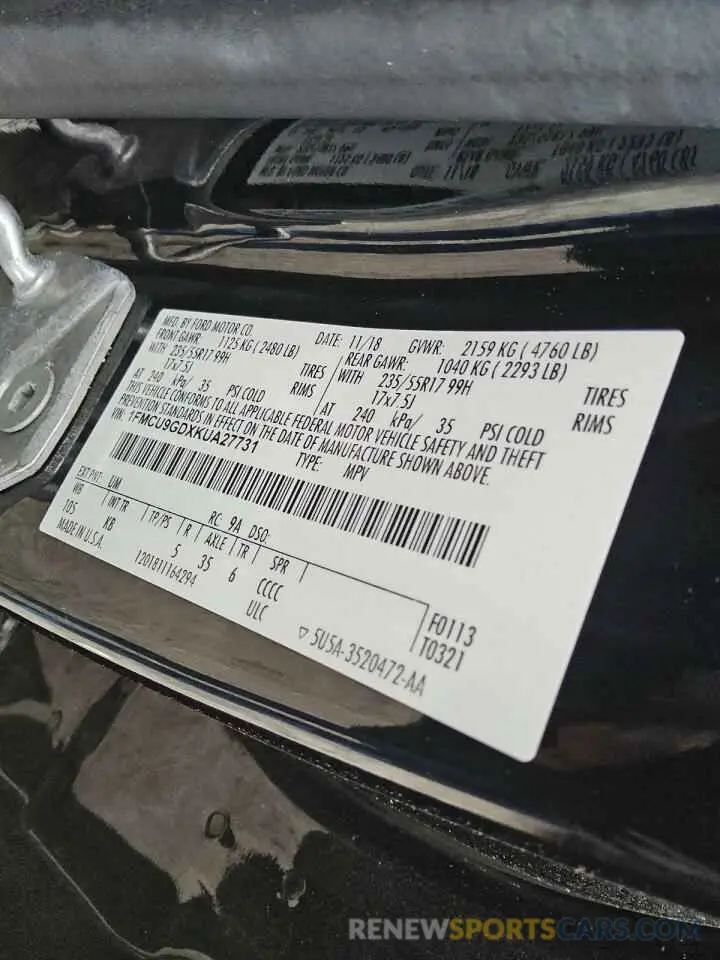 MFD. BY FORD MOTOR CO. DATE: 11/18 GVWR: 2159 KG ( 4760 LB)
FRONT GAWR: 1125 KG ( 2480 LB) REAR GAWR: 1040 KG ( 2293 LB)
WITH 235/55R17 99H TIRES WITH 235/55R17 99H TIRES
17x7.5J RIMS 17x7.5J RIMS
AT 240 kPa/ 35 PSI COLD AT 240 kPa/ 35 PSI COLD
THIS VEHICLE CONFORMS TO ALL APPLICABLE FEDERAL MOTOR VEHICLE SAFETY AND THEFT
PREVENTION STANDARDS IN EFFECT ON THE DATE OF MANUFACTURE SHOWN ABOVE.
VIN: 1FMCU9GDXKUA27731 TYPE: MPV
EXT PNT: UM RC: 9A DSO:
WB INT TR TP/PS R AXLE TR SPR
105 KB 5 35 6 CCCC
MADE IN U.S.A. 1201811164294 ULC
F0113
T0321
▽ 5U5A-3520472-AA
RENEWSPORTSCARS.COM